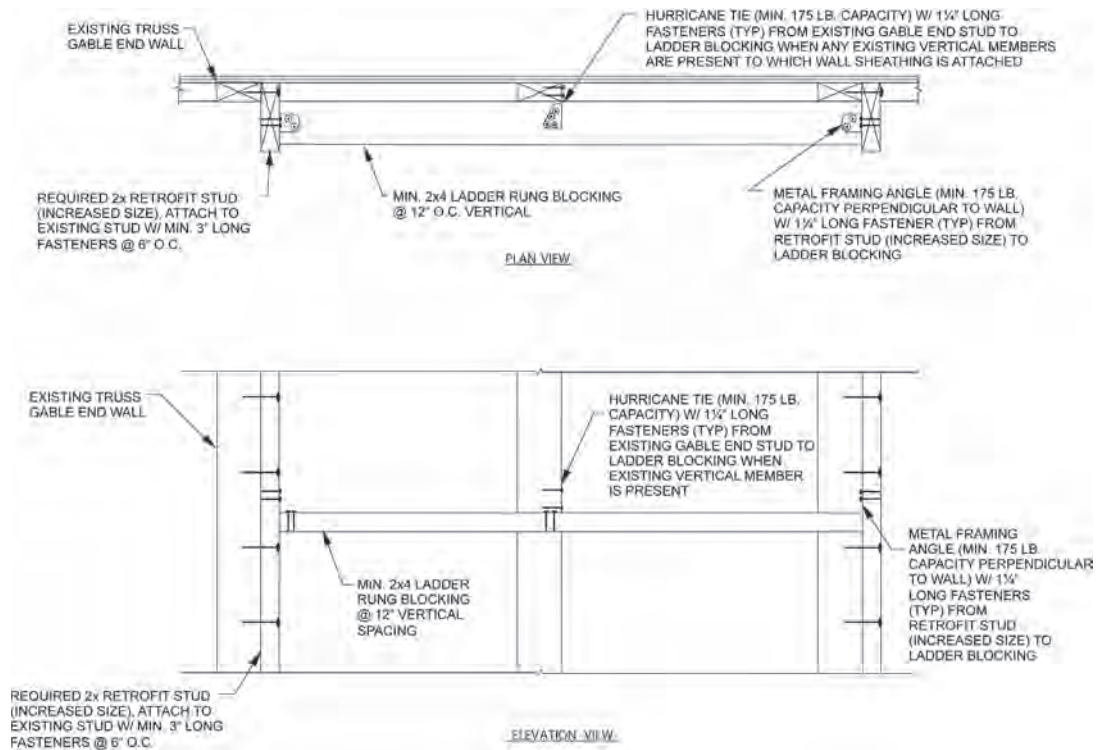 EXISTING TRUSS
GABLE END WALL
HURRICANE TIE (MIN. 175 LB. CAPACITY) W/ 1¼" LONG
FASTENERS (TYP) FROM EXISTING GABLE END STUD TO
LADDER BLOCKING WHEN ANY EXISTING VERTICAL MEMBERS
ARE PRESENT TO WHICH WALL SHEATHING IS ATTACHED
REQUIRED 2x RETROFIT STUD
(INCREASED SIZE), ATTACH TO
EXISTING STUD W/ MIN. 3" LONG
FASTENERS @ 6" O.C.
MIN. 2x4 LADDER RUNG BLOCKING
@ 12" O.C. VERTICAL
METAL FRAMING ANGLE (MIN. 175 LB.
CAPACITY PERPENDICULAR TO WALL)
W/ 1¼" LONG FASTENER (TYP) FROM
RETROFIT STUD (INCREASED SIZE) TO
LADDER BLOCKING
PLAN VIEW
EXISTING TRUSS
GABLE END WALL
HURRICANE TIE (MIN. 175 LB.
CAPACITY) W/ 1¼" LONG
FASTENERS (TYP) FROM
EXISTING GABLE END STUD TO
LADDER BLOCKING WHEN
EXISTING VERTICAL MEMBER
IS PRESENT
MIN. 2x4 LADDER
RUNG BLOCKING
@ 12" VERTICAL
SPACING
METAL FRAMING
ANGLE (MIN. 175 LB.
CAPACITY PERPENDICULAR
TO WALL) W/ 1¼"
LONG FASTENERS
(TYP) FROM
RETROFIT STUD
(INCREASED SIZE) TO
LADDER BLOCKING
REQUIRED 2x RETROFIT STUD
(INCREASED SIZE), ATTACH TO
EXISTING STUD W/ MIN. 3" LONG
FASTENERS @ 6" O.C.
ELEVATION VIEW